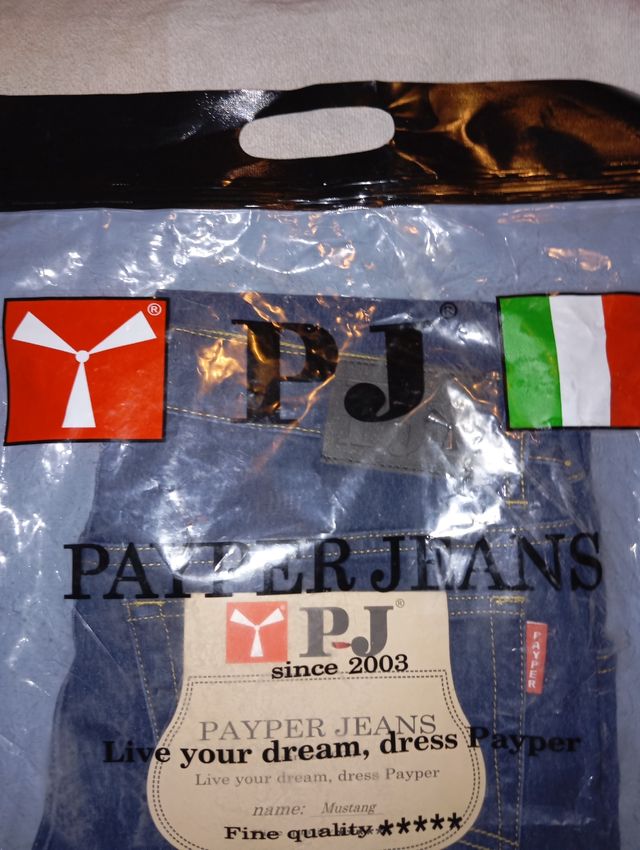 ®
PJ®
PAYPER JEANS
P-J®
since 2003
PAYPER
PAYPER JEANS
Live your dream, dress Payper
Live your dream, dress Payper
name: Mustang
Fine quality *****